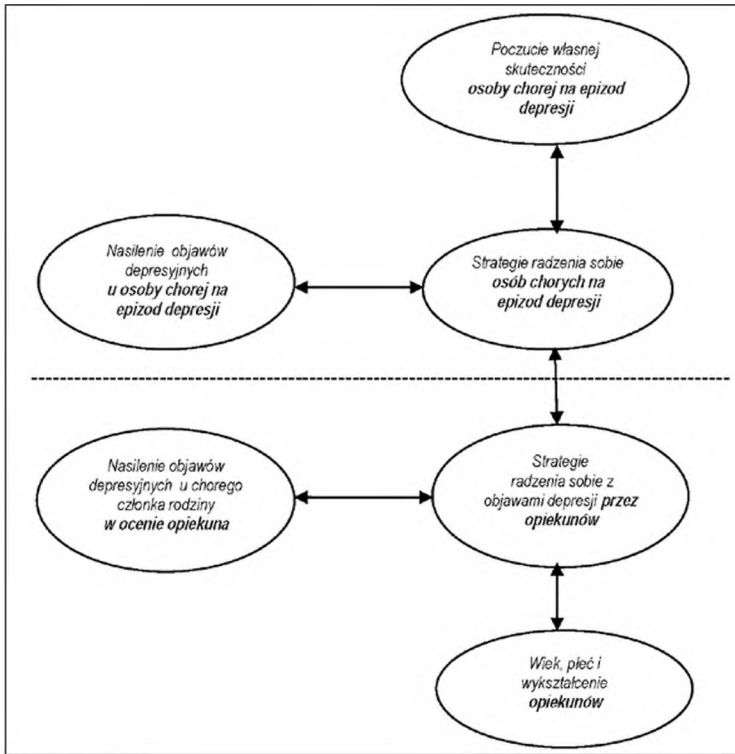 Poczucie własnej
skuteczności
osoby chorej na epizod
depresji
Nasilenie objawów
depresyjnych
u osoby chorej na
epizod depresji
Strategie radzenia sobie
osób chorych na
epizod depresji
Nasilenie objawów
depresyjnych u chorego
członka rodziny
w ocenie opiekuna
Strategie
radzenia sobie z
objawami depresji przez
opiekunów
Wiek, płeć i
wykształcenie
opiekunów